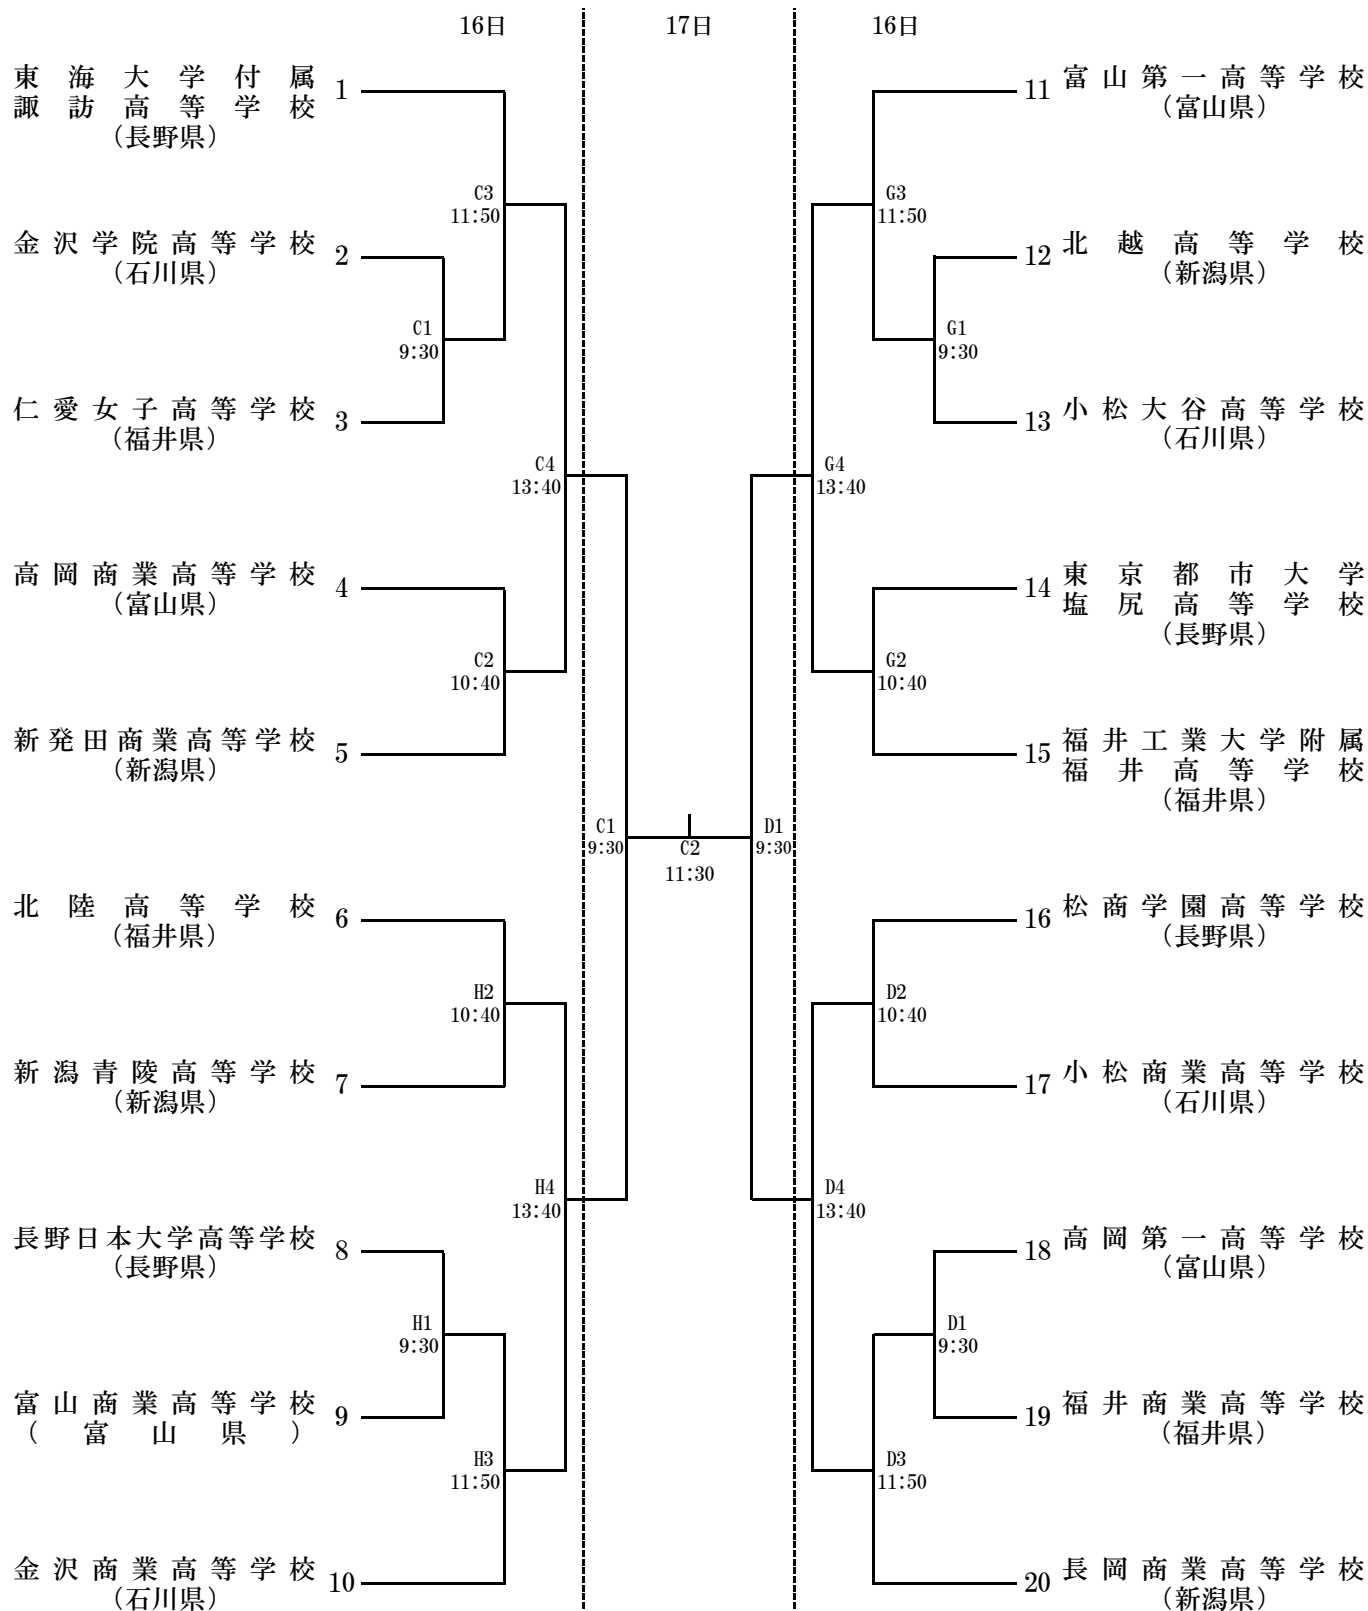 16日
17日
16日
東海大学付属
諏訪高等学校
（長野県）
1
C3
11:50
金沢学院高等学校
（石川県）
2
C1
9:30
仁愛女子高等学校
（福井県）
3
C4
13:40
高岡商業高等学校
（富山県）
4
C2
10:40
新発田商業高等学校
（新潟県）
5
C1
9:30
北陸高等学校
（福井県）
6
H2
10:40
新潟青陵高等学校
（新潟県）
7
H4
13:40
長野日本大学高等学校
（長野県）
8
H1
9:30
富山商業高等学校
（富山県）
9
H3
11:50
金沢商業高等学校
（石川県）
10
C2
11:30
11
富山第一高等学校
（富山県）
G3
11:50
12
北越高等学校
（新潟県）
G1
9:30
13
小松大谷高等学校
（石川県）
G4
13:40
14
東京都市大学
塩尻高等学校
（長野県）
G2
10:40
15
福井工業大学附属
福井高等学校
（福井県）
D1
9:30
16
松商学園高等学校
（長野県）
D2
10:40
17
小松商業高等学校
（石川県）
D4
13:40
18
高岡第一高等学校
（富山県）
D1
9:30
19
福井商業高等学校
（福井県）
D3
11:50
20
長岡商業高等学校
（新潟県）